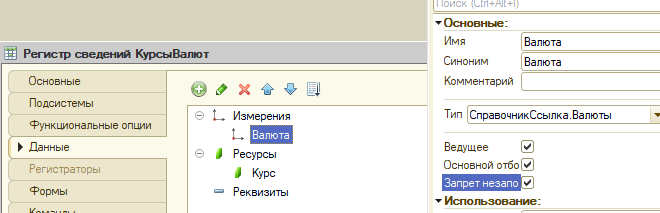 Поиск (Ctrl+Alt+I)
Регистр сведений КурсыВалют
Основные
Подсистемы
Функциональные опции
Данные
Регистраторы
Формы
Команды
Измерения
Валюта
Ресурсы
Курс
Реквизиты
Основные:
Имя
Валюта
Синоним
Валюта
Комментарий
Тип
СправочникСсылка.Валюты
Ведущее
Основной отбо
Запрет незапо
Использование: